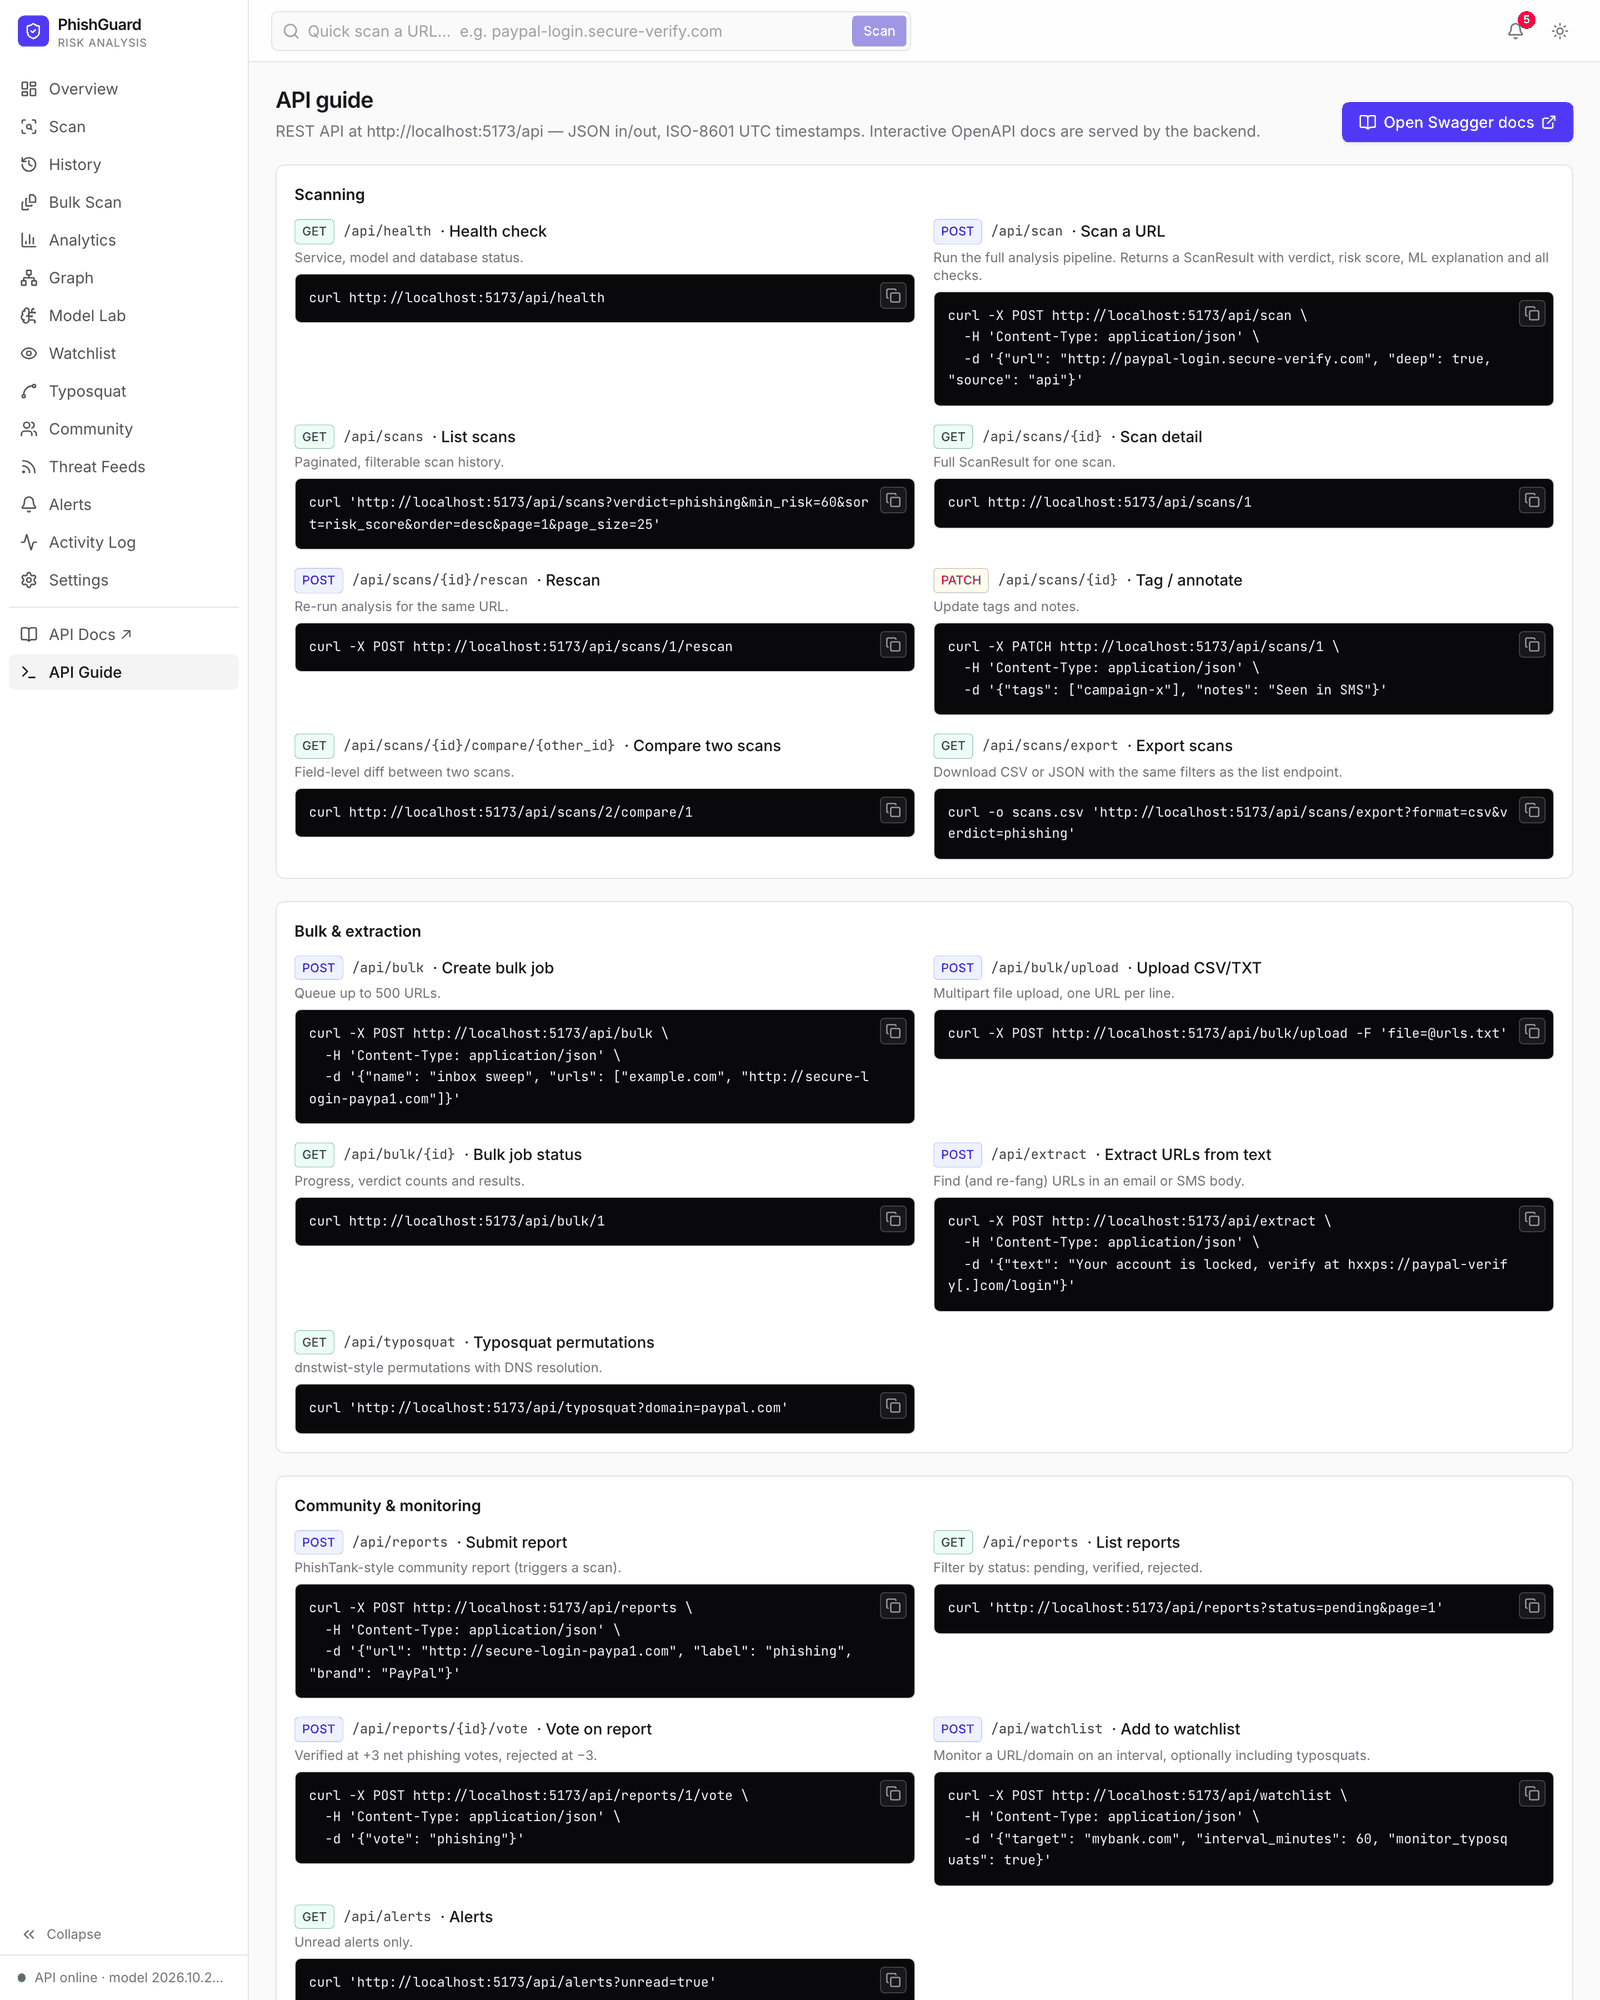 PhishGuard
RISK ANALYSIS
Quick scan a URL... e.g. paypal-login.secure-verify.com
Scan
5
Overview
Scan
History
Bulk Scan
Analytics
Graph
Model Lab
Watchlist
Typosquat
Community
Threat Feeds
Alerts
Activity Log
Settings
API Docs ↗
API Guide
Collapse
API online · model 2026.10.2...
API guide
REST API at http://localhost:5173/api — JSON in/out, ISO-8601 UTC timestamps. Interactive OpenAPI docs are served by the backend.
Open Swagger docs
Scanning
GET /api/health · Health check
Service, model and database status.
curl http://localhost:5173/api/health
POST /api/scan · Scan a URL
Run the full analysis pipeline. Returns a ScanResult with verdict, risk score, ML explanation and all
checks.
curl -X POST http://localhost:5173/api/scan \
-H 'Content-Type: application/json' \
-d '{"url": "http://paypal-login.secure-verify.com", "deep": true,
"source": "api"}'
GET /api/scans · List scans
Paginated, filterable scan history.
curl 'http://localhost:5173/api/scans?verdict=phishing&min_risk=60&sor
t=risk_score&order=desc&page=1&page_size=25'
GET /api/scans/{id} · Scan detail
Full ScanResult for one scan.
curl http://localhost:5173/api/scans/1
POST /api/scans/{id}/rescan · Rescan
Re-run analysis for the same URL.
curl -X POST http://localhost:5173/api/scans/1/rescan
PATCH /api/scans/{id} · Tag / annotate
Update tags and notes.
curl -X PATCH http://localhost:5173/api/scans/1 \
-H 'Content-Type: application/json' \
-d '{"tags": ["campaign-x"], "notes": "Seen in SMS"}'
GET /api/scans/{id}/compare/{other_id} · Compare two scans
Field-level diff between two scans.
curl http://localhost:5173/api/scans/2/compare/1
GET /api/scans/export · Export scans
Download CSV or JSON with the same filters as the list endpoint.
curl -o scans.csv 'http://localhost:5173/api/scans/export?format=csv&v
erdict=phishing'
Bulk & extraction
POST /api/bulk · Create bulk job
Queue up to 500 URLs.
curl -X POST http://localhost:5173/api/bulk \
-H 'Content-Type: application/json' \
-d '{"name": "inbox sweep", "urls": ["example.com", "http://secure-l
ogin-paypa1.com"]}'
POST /api/bulk/upload · Upload CSV/TXT
Multipart file upload, one URL per line.
curl -X POST http://localhost:5173/api/bulk/upload -F 'file=@urls.txt'
GET /api/bulk/{id} · Bulk job status
Progress, verdict counts and results.
curl http://localhost:5173/api/bulk/1
POST /api/extract · Extract URLs from text
Find (and re-fang) URLs in an email or SMS body.
curl -X POST http://localhost:5173/api/extract \
-H 'Content-Type: application/json' \
-d '{"text": "Your account is locked, verify at hxxps://paypal-verif
y[.]com/login"}'
GET /api/typosquat · Typosquat permutations
dnstwist-style permutations with DNS resolution.
curl 'http://localhost:5173/api/typosquat?domain=paypal.com'
Community & monitoring
POST /api/reports · Submit report
PhishTank-style community report (triggers a scan).
curl -X POST http://localhost:5173/api/reports \
-H 'Content-Type: application/json' \
-d '{"url": "http://secure-login-paypa1.com", "label": "phishing",
"brand": "PayPal"}'
GET /api/reports · List reports
Filter by status: pending, verified, rejected.
curl 'http://localhost:5173/api/reports?status=pending&page=1'
POST /api/reports/{id}/vote · Vote on report
Verified at +3 net phishing votes, rejected at −3.
curl -X POST http://localhost:5173/api/reports/1/vote \
-H 'Content-Type: application/json' \
-d '{"vote": "phishing"}'
POST /api/watchlist · Add to watchlist
Monitor a URL/domain on an interval, optionally including typosquats.
curl -X POST http://localhost:5173/api/watchlist \
-H 'Content-Type: application/json' \
-d '{"target": "mybank.com", "interval_minutes": 60, "monitor_typosq
uats": true}'
GET /api/alerts · Alerts
Unread alerts only.
curl 'http://localhost:5173/api/alerts?unread=true'